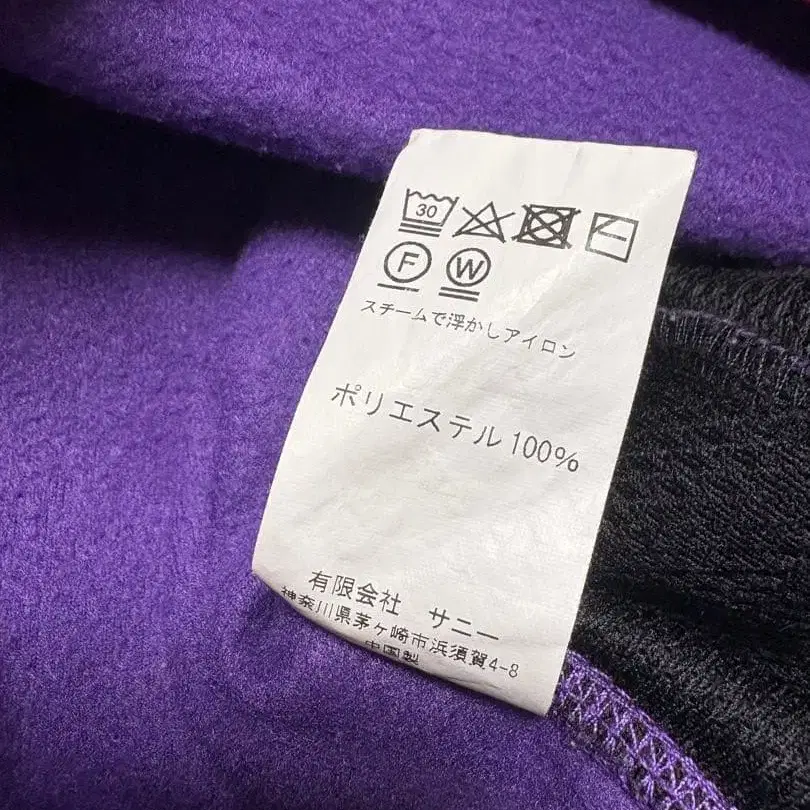 30
F W
スチームで浮かしアイロン
ポリエステル100%
有限会社 サニー
神奈川県茅ヶ崎市浜須賀4-8
中国製